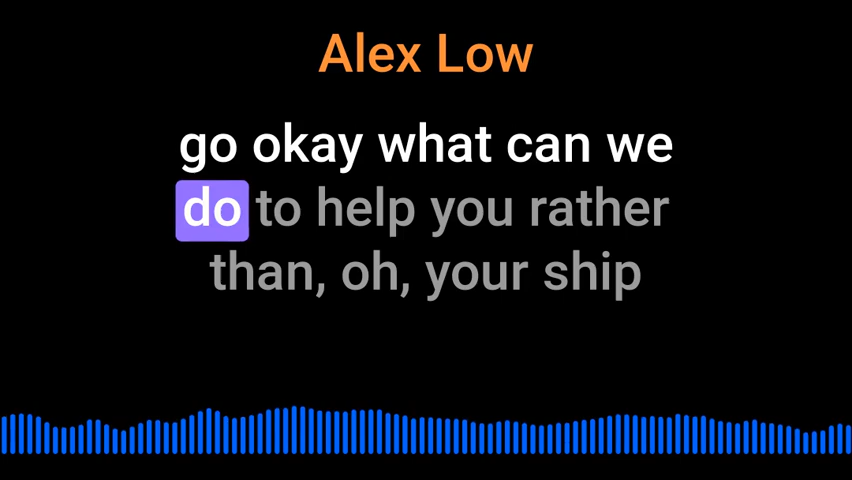 Alex Low
go okay what can we
do to help you rather
than, oh, your ship